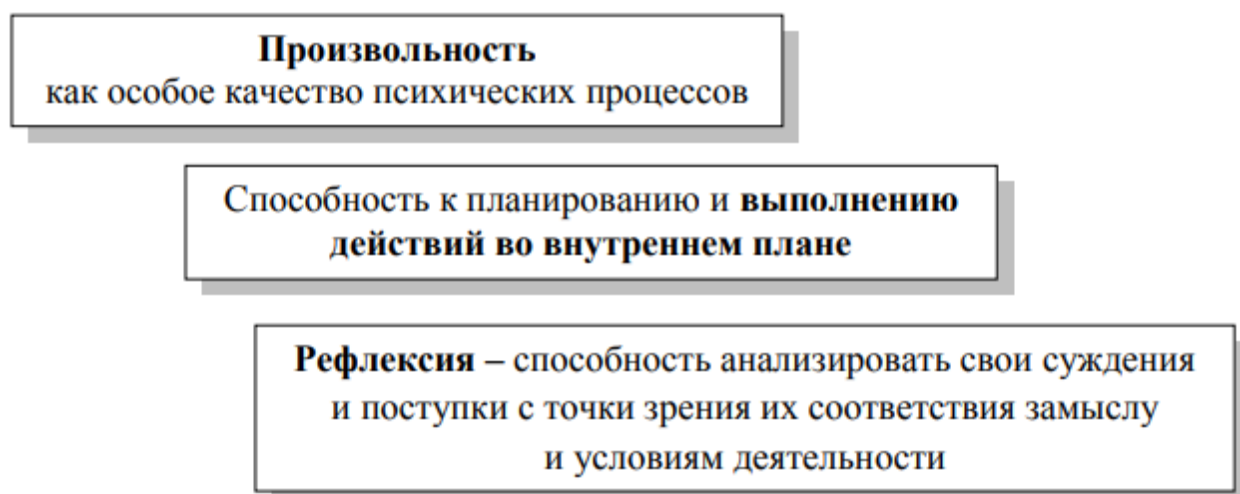 Произвольность
как особое качество психических процессов
Способность к планированию и выполнению
действий во внутреннем плане
Рефлексия – способность анализировать свои суждения
и поступки с точки зрения их соответствия замыслу
и условиям деятельности